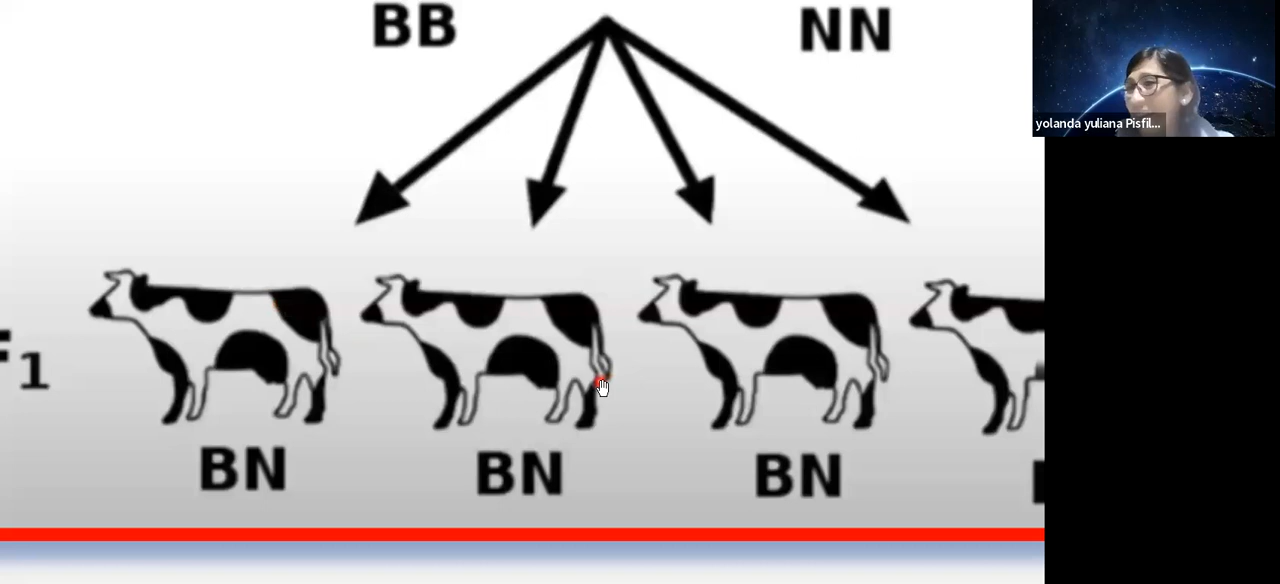 BB NN
yolanda yuliana Pisfil...
F1
BN BN BN